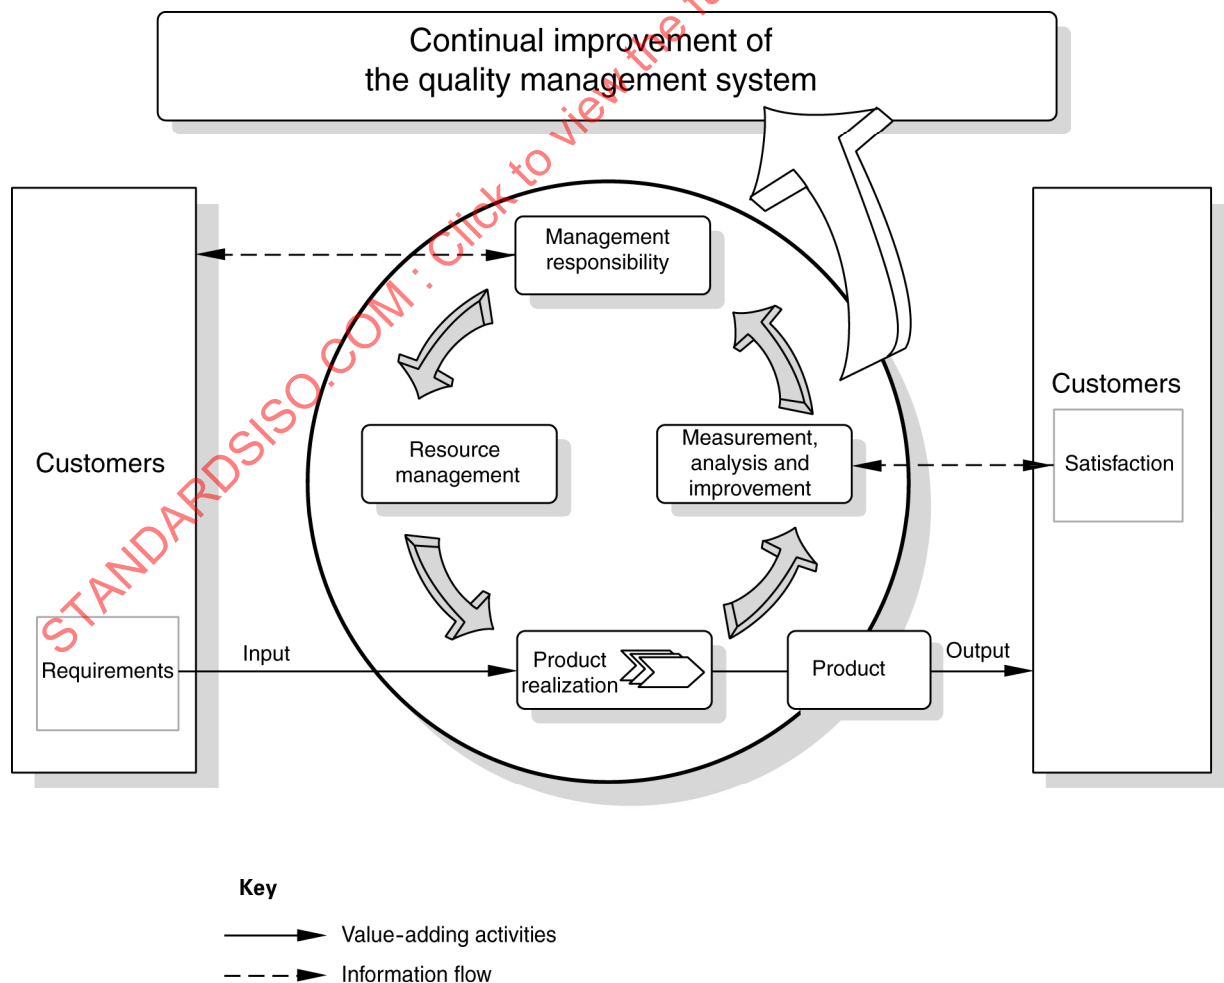 Continual improvement of
the quality management system
Management
responsibility
Customers
Resource
management
Measurement,
analysis and
improvement
Customers
Satisfaction
Requirements
Input
Product
realization
Product
Output
Key
Value-adding activities
Information flow
STANDARDSISO.COM : Click to view the